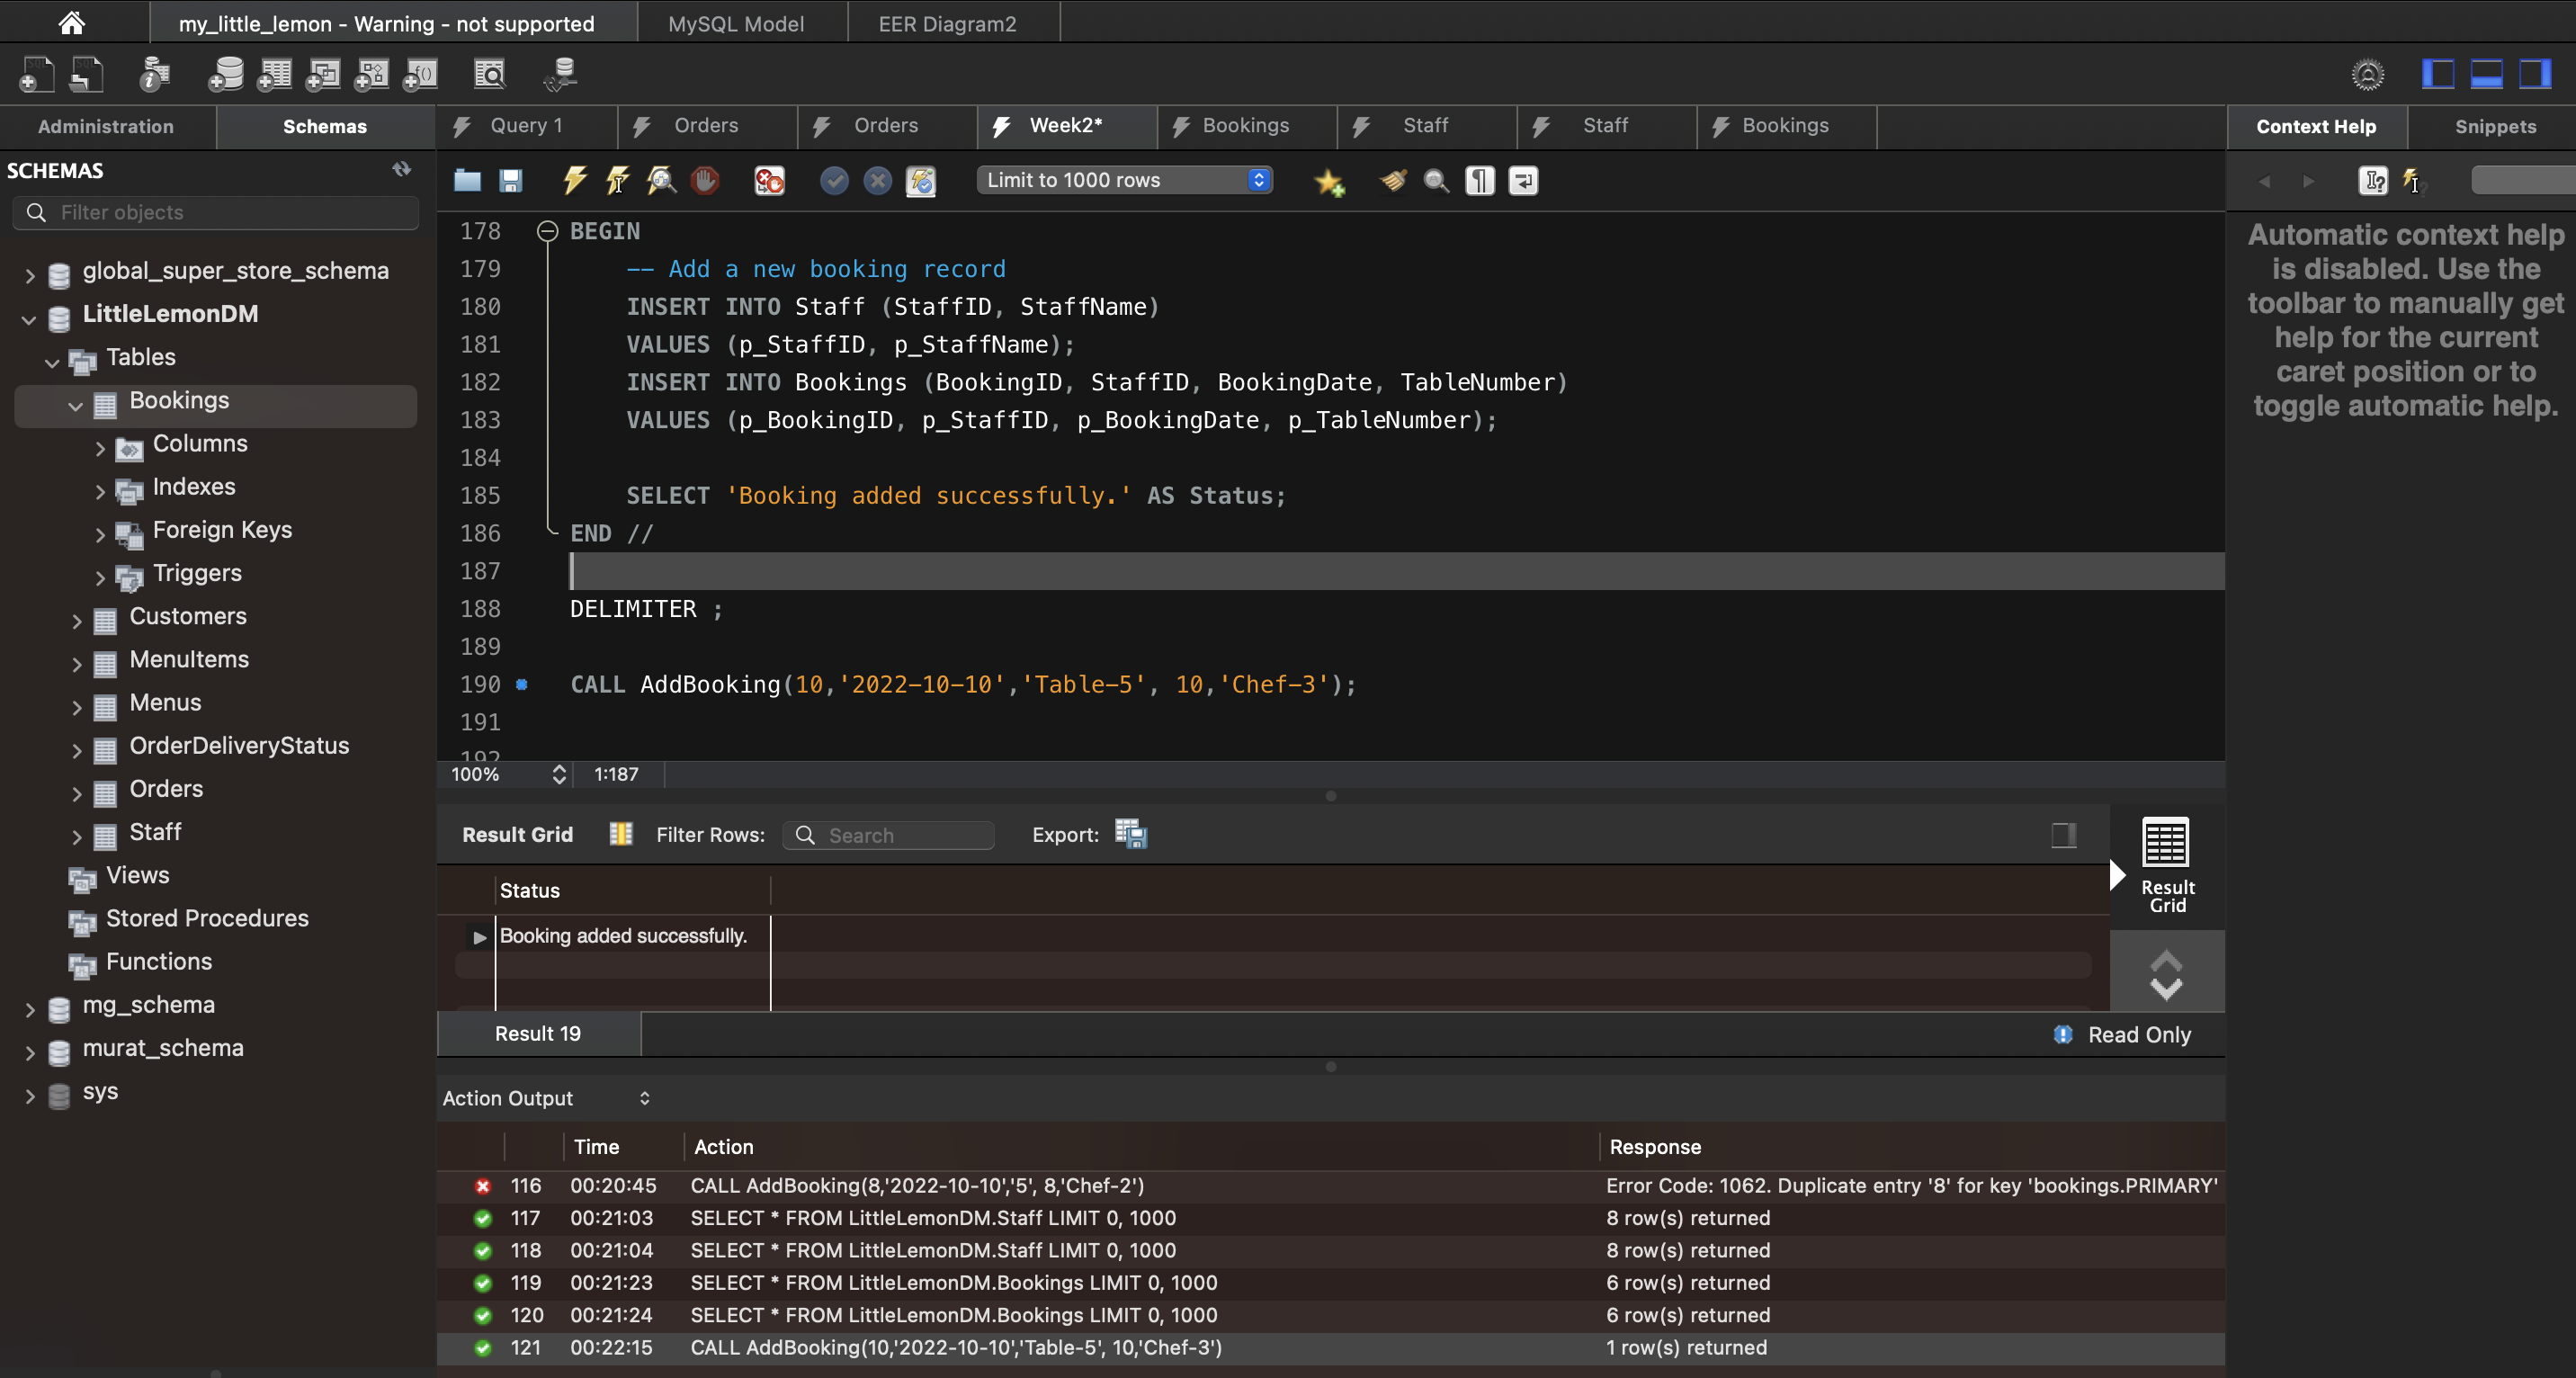 my_little_lemon - Warning - not supported
MySQL Model
EER Diagram2
Administration
Schemas
Query 1
Orders
Orders
Week2*
Bookings
Staff
Staff
Bookings
Context Help
Snippets
SCHEMAS
Limit to 1000 rows
Filter objects
global_super_store_schema
LittleLemonDM
Tables
Bookings
Columns
Indexes
Foreign Keys
Triggers
Customers
MenuItems
Menus
OrderDeliveryStatus
Orders
Staff
Views
Stored Procedures
Functions
mg_schema
murat_schema
sys
178 BEGIN
179 -- Add a new booking record
180 INSERT INTO Staff (StaffID, StaffName)
181 VALUES (p_StaffID, p_StaffName);
182 INSERT INTO Bookings (BookingID, StaffID, BookingDate, TableNumber)
183 VALUES (p_BookingID, p_StaffID, p_BookingDate, p_TableNumber);
184
185 SELECT 'Booking added successfully.' AS Status;
186 END //
187
188 DELIMITER ;
189
190 CALL AddBooking(10,'2022-10-10','Table-5', 10,'Chef-3');
191
192
100% 1:187
Automatic context help
is disabled. Use the
toolbar to manually get
help for the current
caret position or to
toggle automatic help.
Result Grid
Filter Rows:
Search
Export:
Status
Booking added successfully.
Result
Grid
Result 19
Read Only
Action Output
Time Action Response
116 00:20:45 CALL AddBooking(8,'2022-10-10','5', 8,'Chef-2') Error Code: 1062. Duplicate entry '8' for key 'bookings.PRIMARY'
117 00:21:03 SELECT * FROM LittleLemonDM.Staff LIMIT 0, 1000 8 row(s) returned
118 00:21:04 SELECT * FROM LittleLemonDM.Staff LIMIT 0, 1000 8 row(s) returned
119 00:21:23 SELECT * FROM LittleLemonDM.Bookings LIMIT 0, 1000 6 row(s) returned
120 00:21:24 SELECT * FROM LittleLemonDM.Bookings LIMIT 0, 1000 6 row(s) returned
121 00:22:15 CALL AddBooking(10,'2022-10-10','Table-5', 10,'Chef-3') 1 row(s) returned